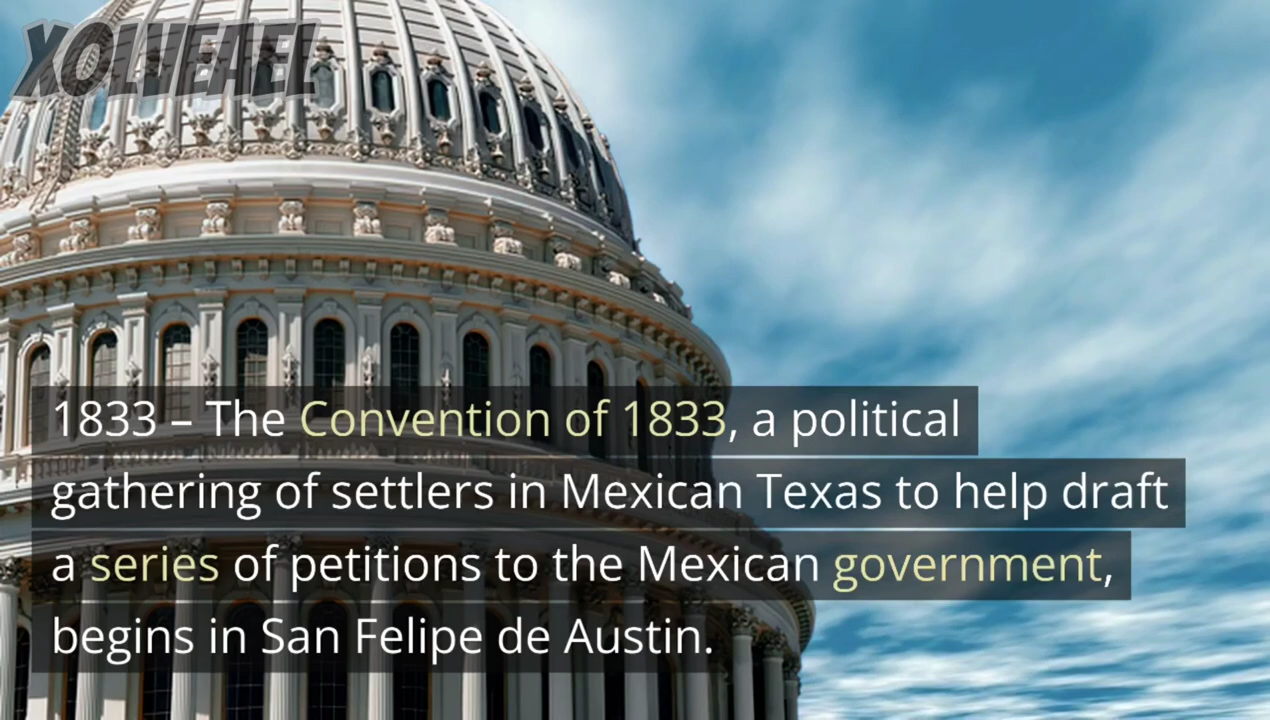 XOLVEAIEL
1833 – The Convention of 1833, a political
gathering of settlers in Mexican Texas to help draft
a series of petitions to the Mexican government,
begins in San Felipe de Austin.